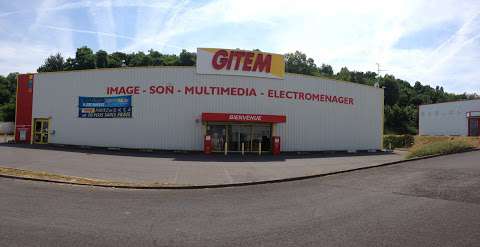 GITEM
IMAGE - SON - MULTIMEDIA - ELECTROMENAGER
BIENVENUE